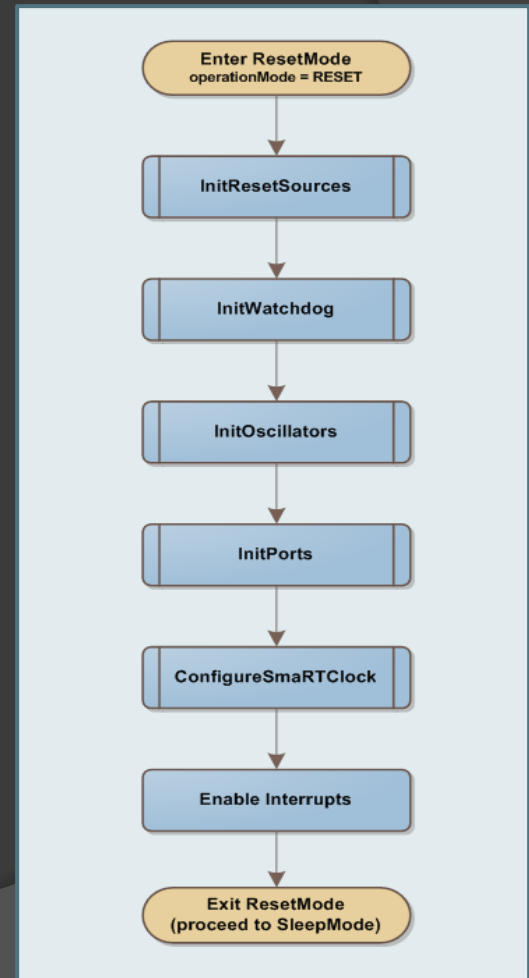 Enter ResetMode
operationMode = RESET
InitResetSources
InitWatchdog
InitOscillators
InitPorts
ConfigureSmaRTClock
Enable Interrupts
Exit ResetMode
(proceed to SleepMode)